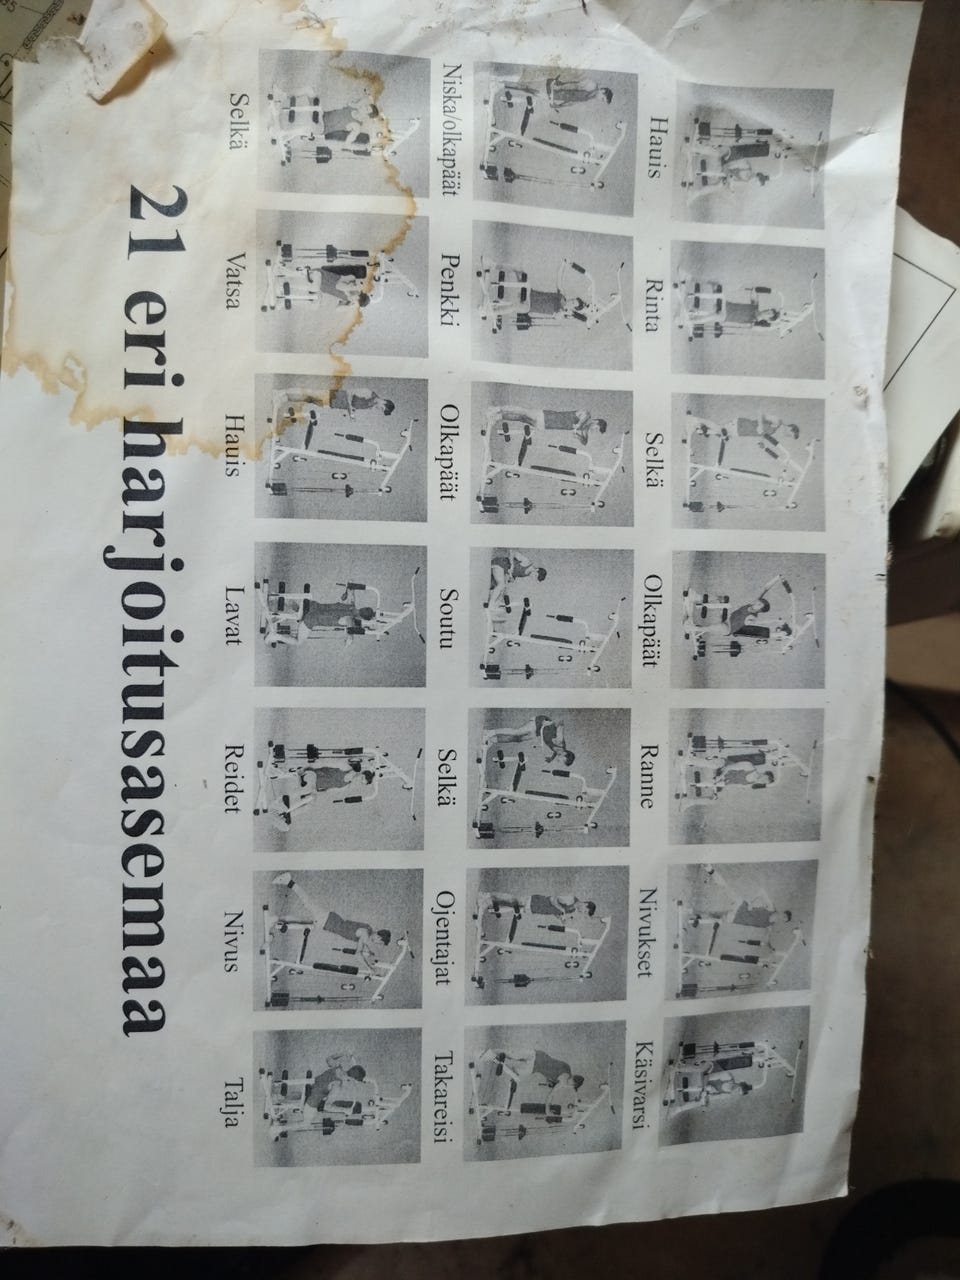 Hauis Rinta Selkä Olkapäät Ranne Nivukset Käsivarsi
Niska/olkapäät Penkki Olkapäät Soutu Selkä Ojentajat Takareisi
Selkä Vatsa Hauis Lavat Reidet Nivus Talja
21 eri harjoitusasemaa